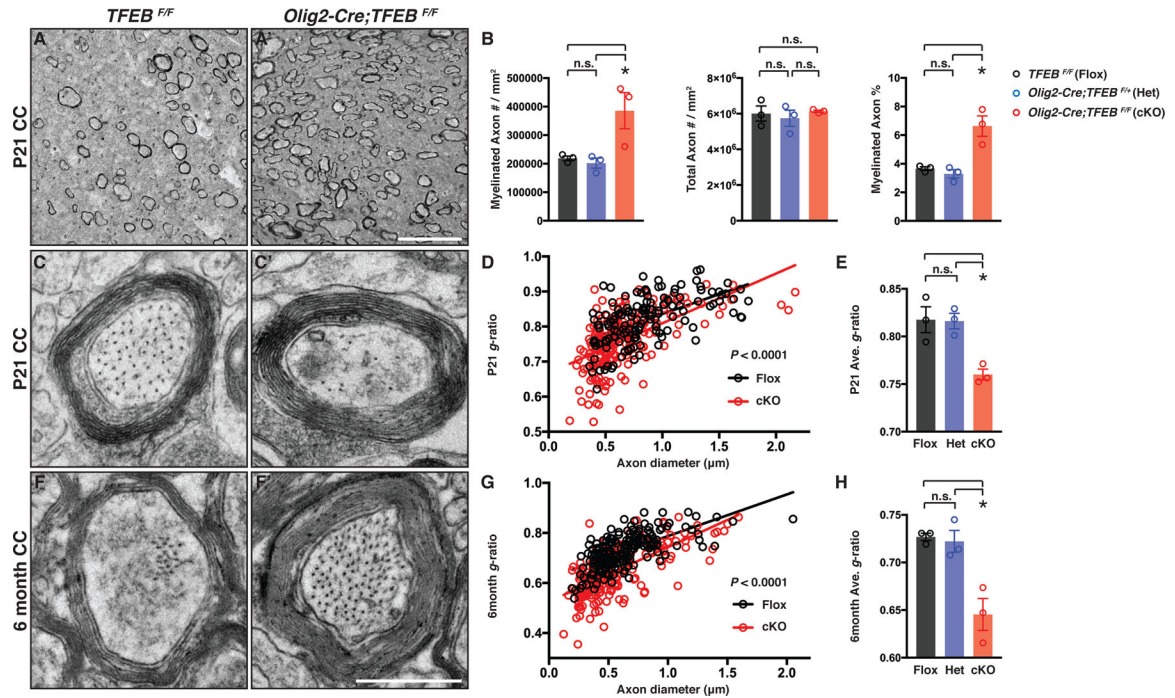 TFEB F/F
Olig2-Cre;TFEB F/F
P21 CC
A
A'
B
n.s.
*
Myelinated Axon # / mm²
500000
400000
300000
200000
100000
0
n.s.
n.s.
n.s.
Total Axon # / mm²
8×10⁶
6×10⁶
4×10⁶
2×10⁶
0
n.s.
*
Myelinated Axon %
10
8
6
4
2
0
TFEB F/F (Flox)
Olig2-Cre;TFEB F/+ (Het)
Olig2-Cre;TFEB F/F (cKO)
P21 CC
C
C'
D
P21 g-ratio
1.0
0.9
0.8
0.7
0.6
0.5
P < 0.0001
Flox
cKO
0.0 0.5 1.0 1.5 2.0
Axon diameter (µm)
E
n.s.
*
P21 Ave. g-ratio
0.85
0.80
0.75
0.70
Flox Het cKO
6 month CC
F
F'
G
6month g-ratio
1.0
0.8
0.6
0.4
P < 0.0001
Flox
cKO
0.0 0.5 1.0 1.5 2.0
Axon diameter (µm)
H
n.s.
*
6month Ave. g-ratio
0.75
0.70
0.65
0.60
Flox Het cKO